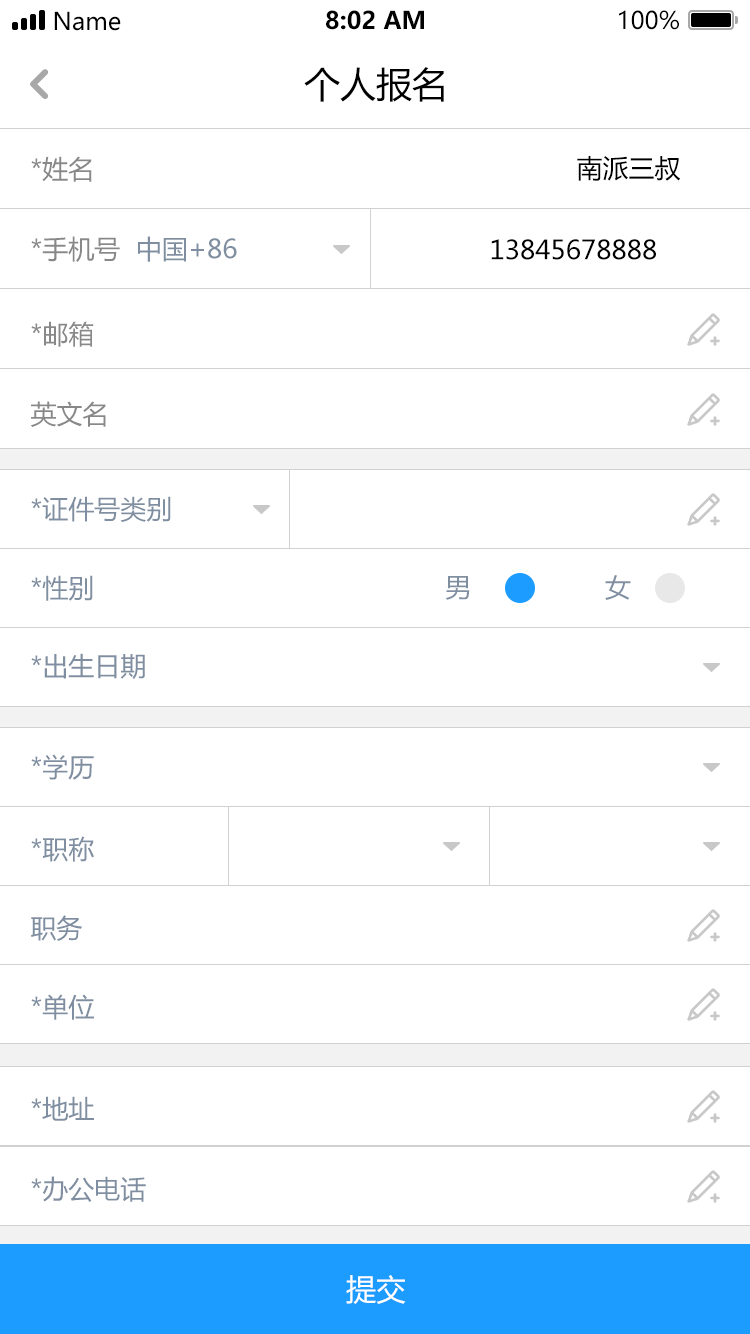 Name 8:02 AM 100%
个人报名
*姓名 南派三叔
*手机号 中国+86 13845678888
*邮箱
英文名
*证件号类别
*性别 男 女
*出生日期
*学历
*职称
职务
*单位
*地址
*办公电话
提交